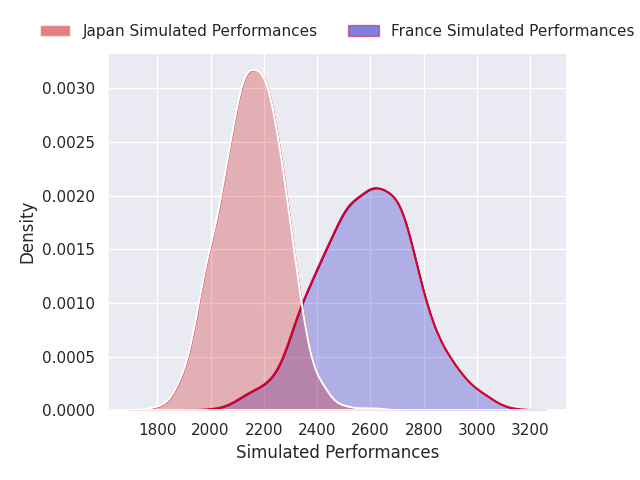 Japan Simulated Performances France Simulated Performances
0.0030
0.0025
0.0020
0.0015
0.0010
0.0005
0.0000
Density
1800 2000 2200 2400 2600 2800 3000 3200
Simulated Performances